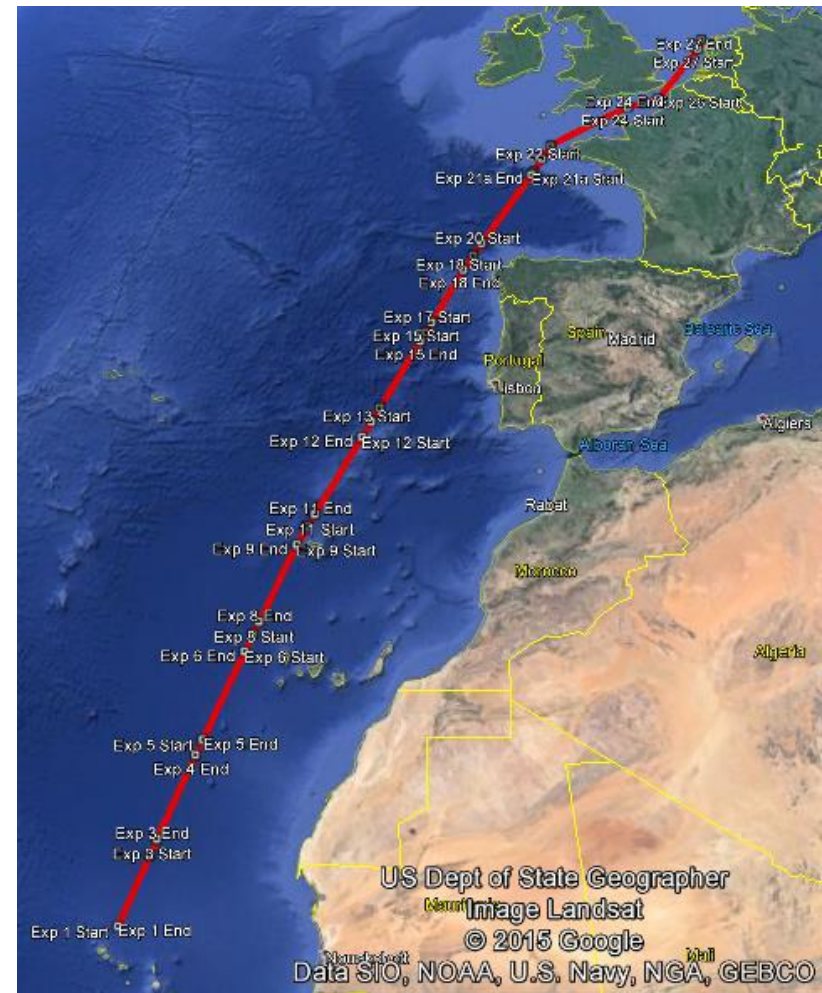 Exp 27 End
Exp 27 Start
Exp 24 End
Exp 26 Start
Exp 24 Start
Exp 22 Start
Exp 21a End
Exp 21a Start
Exp 20 Start
Exp 18 Start
Exp 18 End
Exp 17 Start
Exp 15 Start
Exp 15 End
Spain
Madrid
Balearic Sea
Portugal
Lisbon
Exp 13 Start
Exp 12 End
Exp 12 Start
Algiers
Alboran Sea
Rabat
Exp 11 End
Exp 11 Start
Exp 9 End
Exp 9 Start
Morocco
Exp 8 End
Exp 8 Start
Exp 6 End
Exp 6 Start
Algeria
Exp 5 Start
Exp 5 End
Exp 4 End
Exp 3 End
Exp 3 Start
US Dept of State Geographer
Mauritania
Image Landsat
Exp 1 Start
Exp 1 End
© 2015 Google
Nouakchott
Mali
Data SIO, NOAA, U.S. Navy, NGA, GEBCO